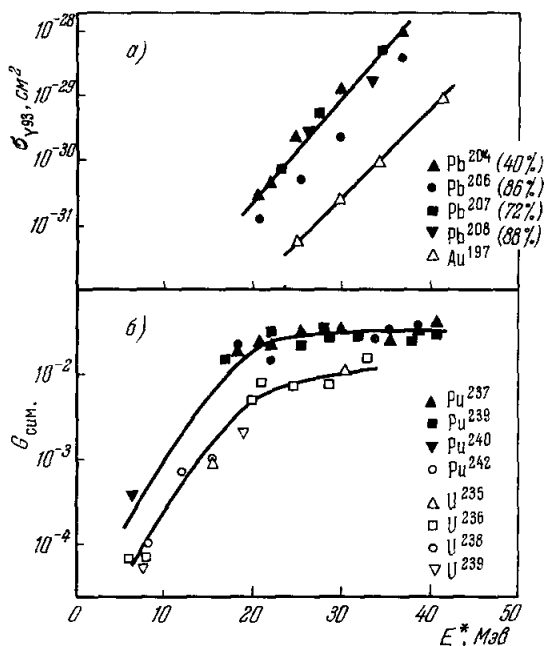 10⁻²⁸
а)
10⁻²⁹
σγ93, см²
10⁻³⁰
10⁻³¹
▲ Pb²⁰⁴ (40%)
● Pb²⁰⁶ (86%)
■ Pb²⁰⁷ (72%)
▼ Pb²⁰⁸ (88%)
△ Au¹⁹⁷
б)
10⁻²
Gсим.
10⁻³
10⁻⁴
▲ Pu²³⁷
■ Pu²³⁹
▼ Pu²⁴⁰
○ Pu²⁴²
△ U²³⁵
□ U²³⁶
○ U²³⁸
▽ U²³⁹
0 10 20 30 40 50
E*, Мэв